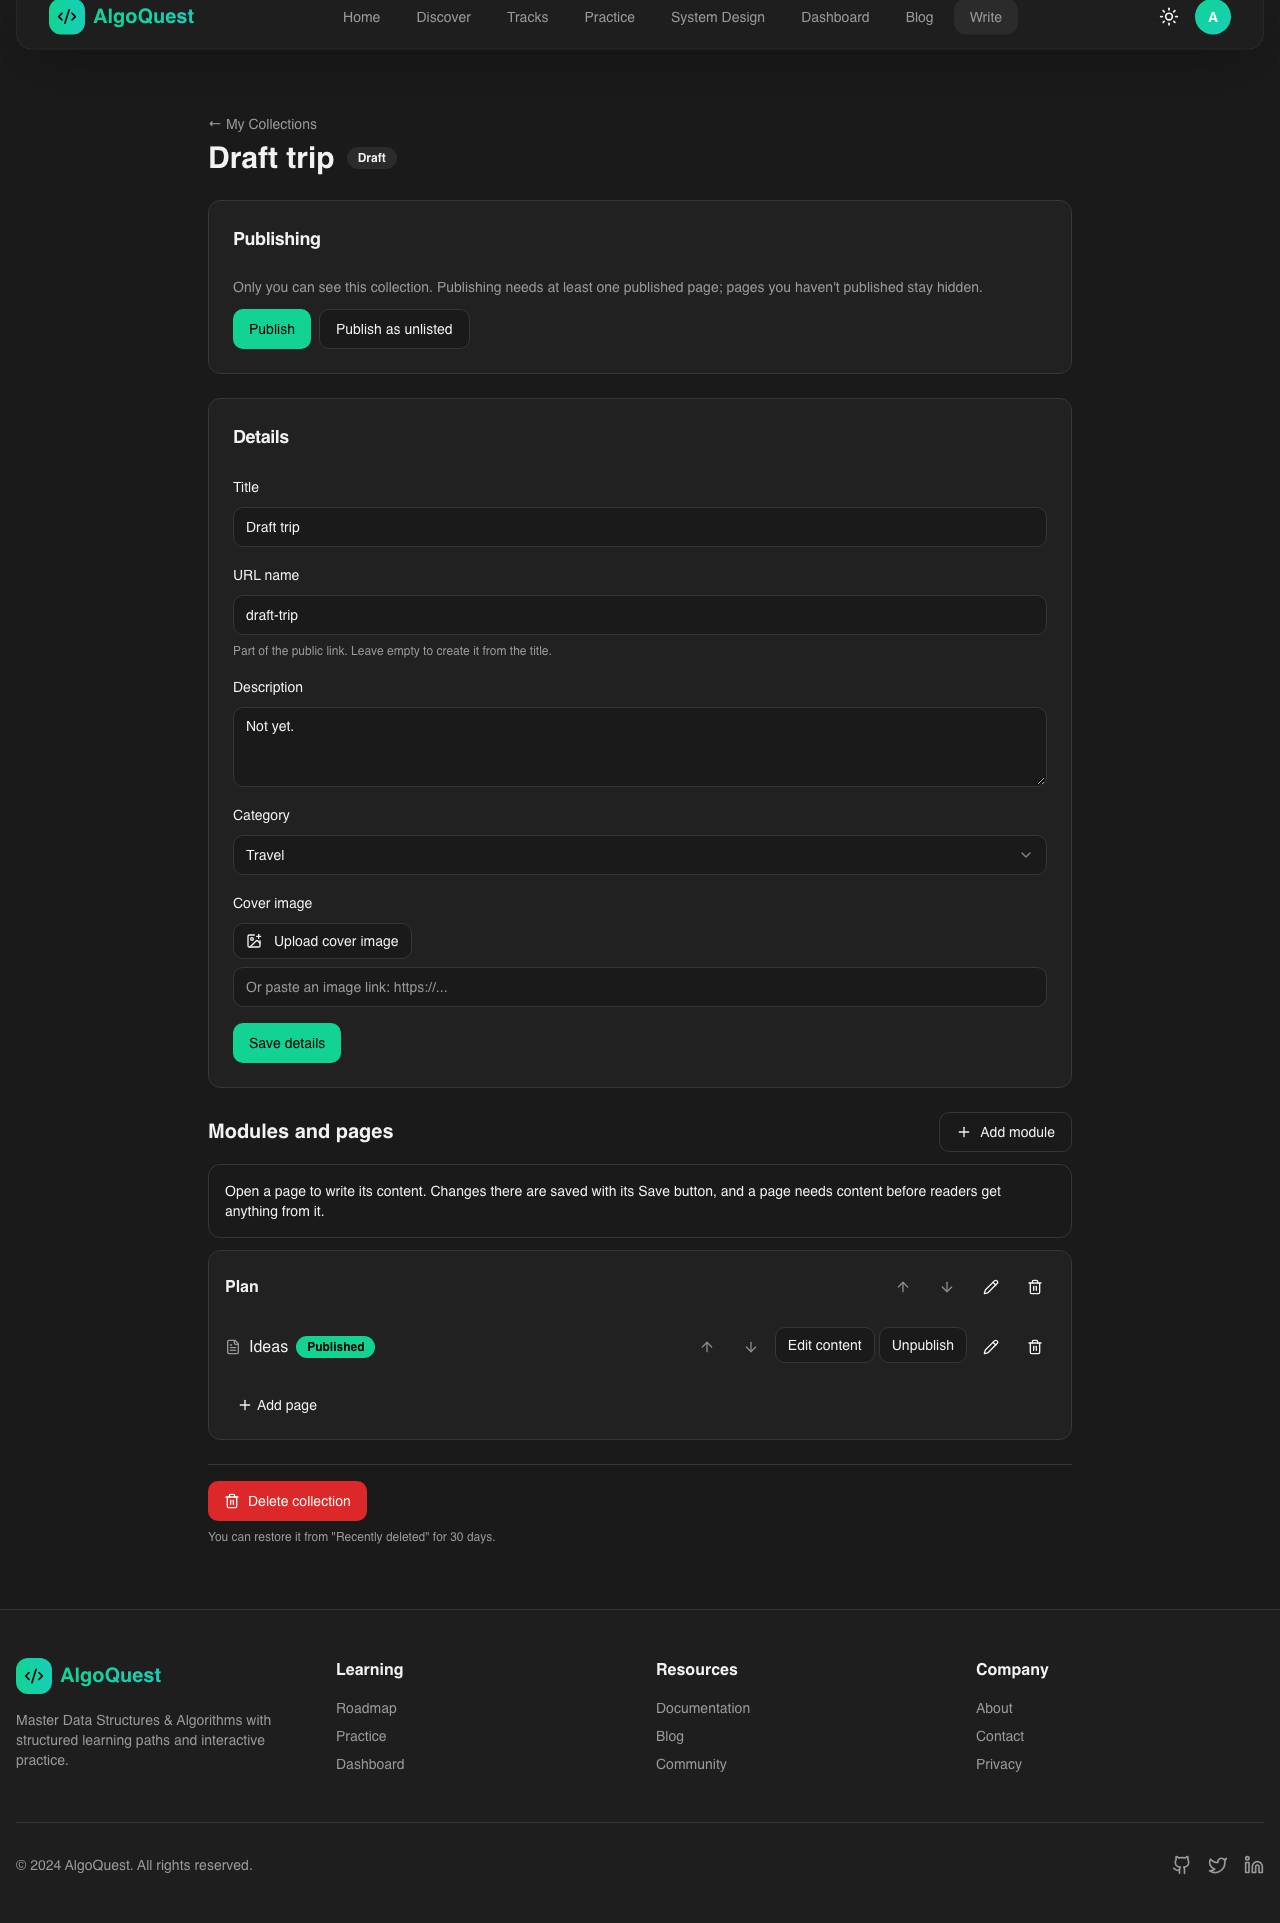 AlgoQuest
Home
Discover
Tracks
Practice
System Design
Dashboard
Blog
Write
A
← My Collections
Draft trip
Draft
Publishing
Only you can see this collection. Publishing needs at least one published page; pages you haven't published stay hidden.
Publish
Publish as unlisted
Details
Title
Draft trip
URL name
draft-trip
Part of the public link. Leave empty to create it from the title.
Description
Not yet.
Category
Travel
Cover image
Upload cover image
Or paste an image link: https://...
Save details
Modules and pages
Add module
Open a page to write its content. Changes there are saved with its Save button, and a page needs content before readers get
anything from it.
Plan
Ideas
Published
Edit content
Unpublish
Add page
Delete collection
You can restore it from "Recently deleted" for 30 days.
AlgoQuest
Master Data Structures & Algorithms with
structured learning paths and interactive
practice.
Learning
Roadmap
Practice
Dashboard
Resources
Documentation
Blog
Community
Company
About
Contact
Privacy
© 2024 AlgoQuest. All rights reserved.